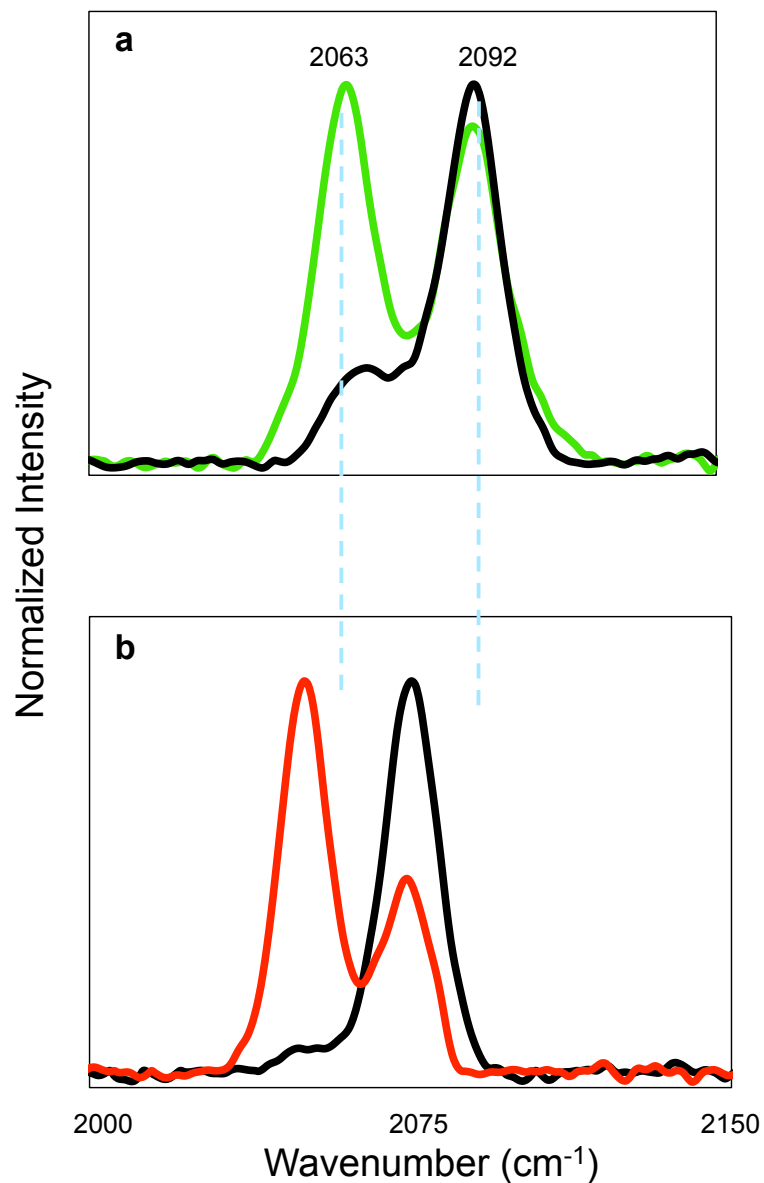 a
2063 2092
Normalized Intensity
b
2000 2075 2150
Wavenumber (cm⁻¹)